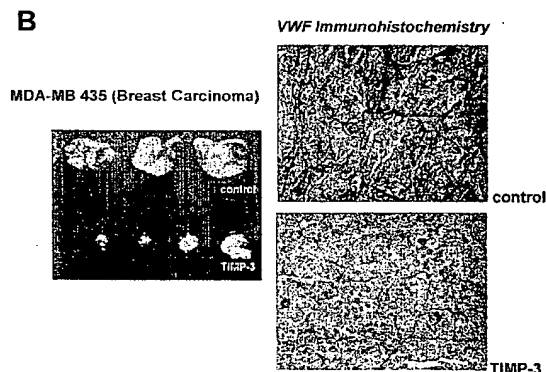 B
VWF Immunohistochemistry
MDA-MB 435 (Breast Carcinoma)
control
TIMP-3
control
TIMP-3